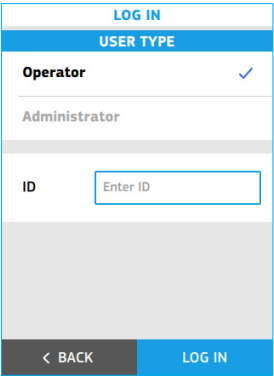 LOG IN
USER TYPE
Operator
Administrator
ID Enter ID
< BACK LOG IN